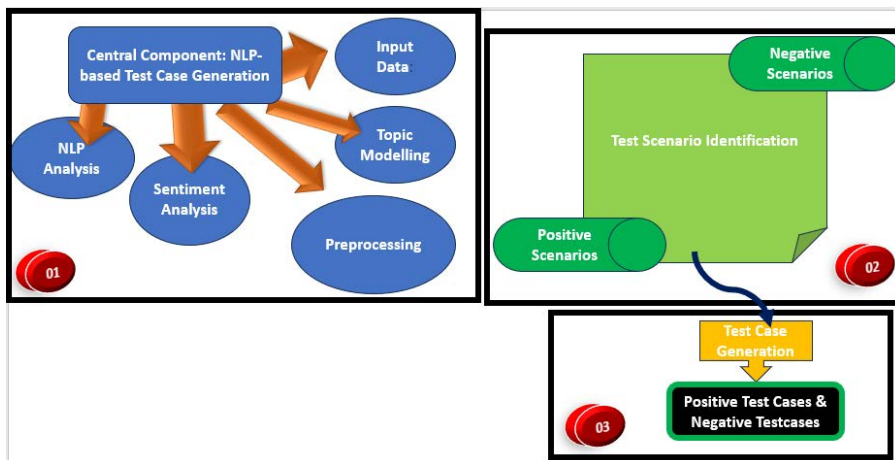 Central Component: NLP-
based Test Case Generation
Input
Data:
NLP
Analysis
Topic
Modelling
Sentiment
Analysis
Preprocessing
01
Negative
Scenarios
Test Scenario Identification
Positive
Scenarios
02
Test Case
Generation
Positive Test Cases &
Negative Testcases
03